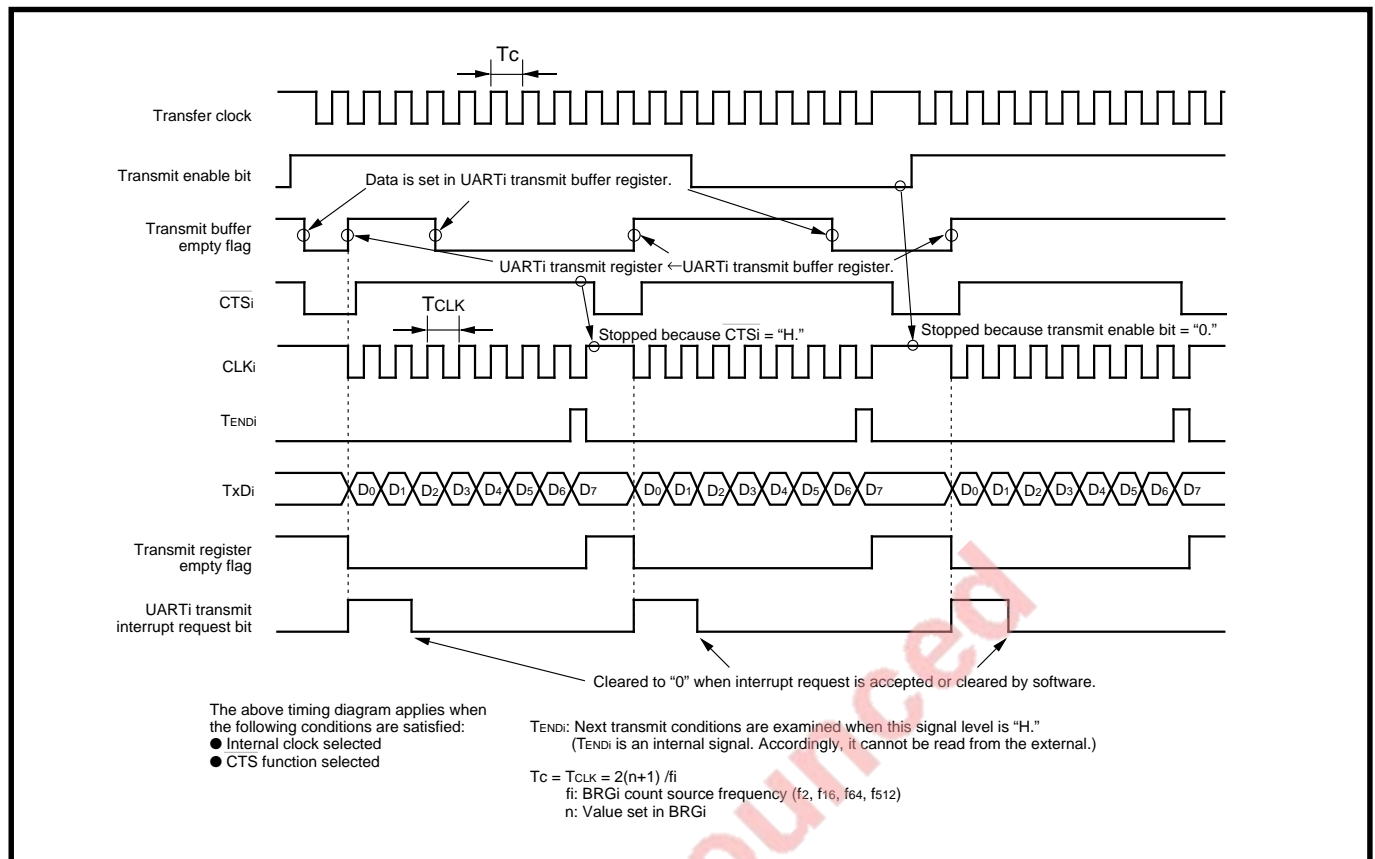 Tc
Transfer clock
Transmit enable bit
Data is set in UARTi transmit buffer register.
Transmit buffer
empty flag
UARTi transmit register ←UARTi transmit buffer register.
CTSi
TCLK
Stopped because CTSi = “H.”
Stopped because transmit enable bit = “0.”
CLKi
TENDi
TxDi
D0 D1 D2 D3 D4 D5 D6 D7 D0 D1 D2 D3 D4 D5 D6 D7 D0 D1 D2 D3 D4 D5 D6 D7
Transmit register
empty flag
UARTi transmit
interrupt request bit
Cleared to “0” when interrupt request is accepted or cleared by software.
The above timing diagram applies when
the following conditions are satisfied:
● Internal clock selected
● CTS function selected
TENDi: Next transmit conditions are examined when this signal level is “H.”
(TENDi is an internal signal. Accordingly, it cannot be read from the external.)
Tc = TCLK = 2(n+1) /fi
fi: BRGi count source frequency (f2, f16, f64, f512)
n: Value set in BRGi
ounced